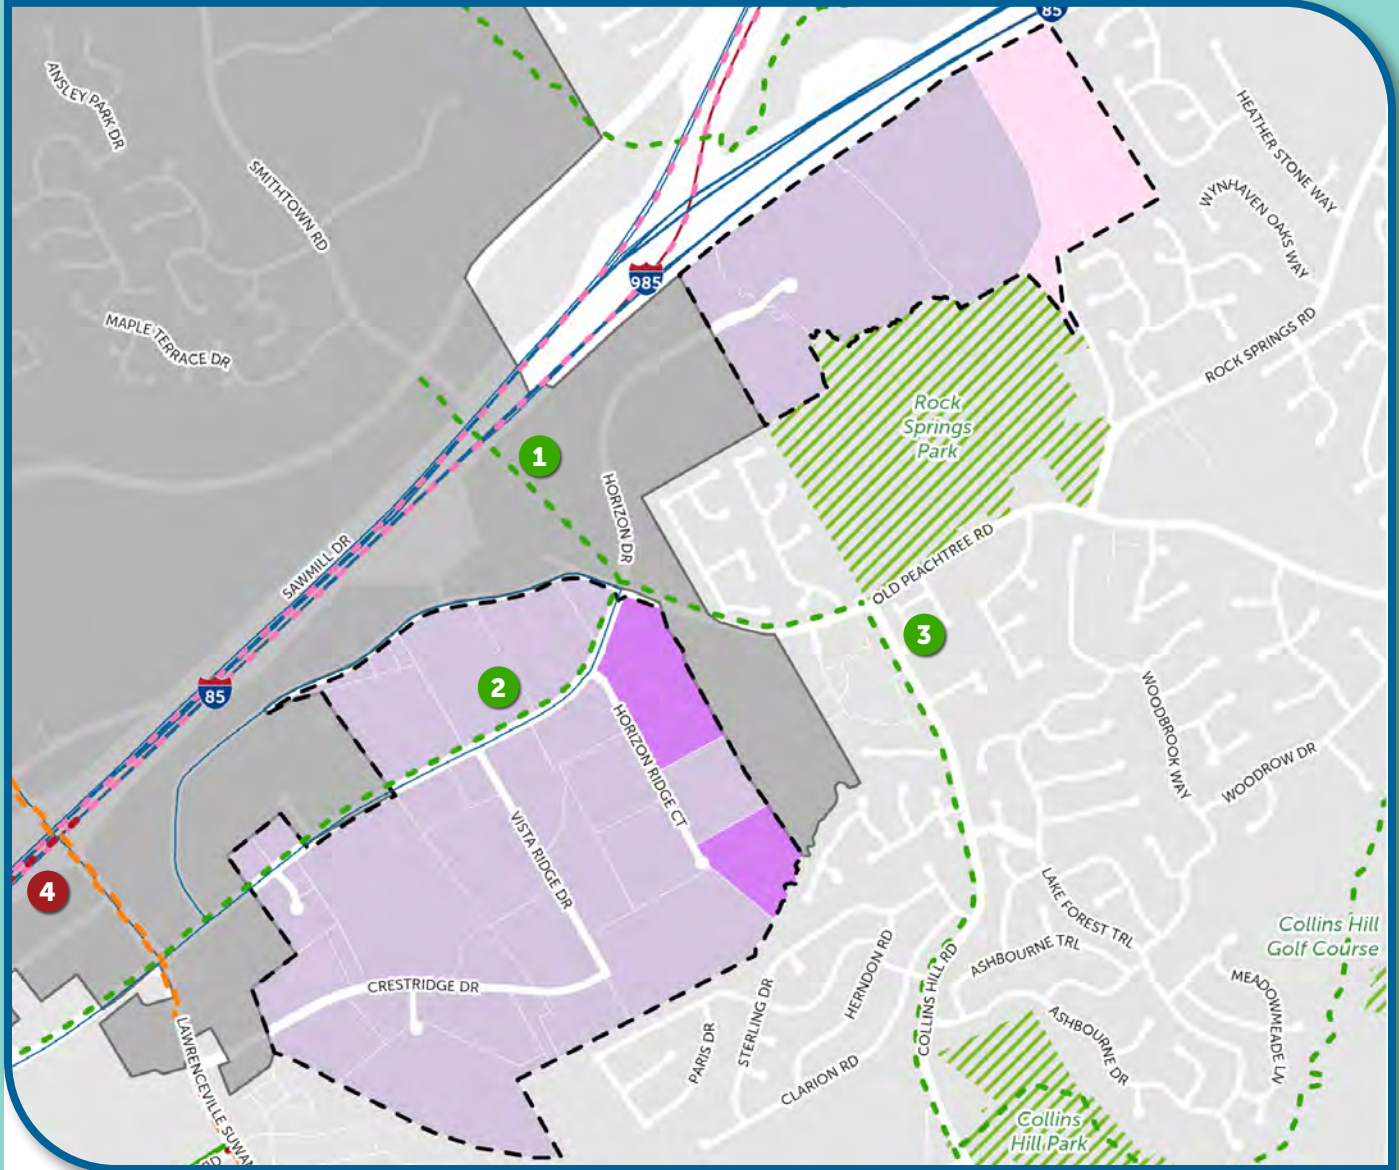 85
ANSLEY PARK DR
HEATHER STONE WAY
SMITHTOWN RD
WYNHAVEN OAKS WAY
985
MAPLE TERRACE DR
ROCK SPRINGS RD
Rock
Springs
Park
1
HORIZON DR
SAWMILL DR
OLD PEACHTREE RD
3
2
85
HORIZON RIDGE CT
WOODBROOK WAY
WOODROW DR
VISTA RIDGE DR
4
LAKE FOREST TRL
Collins Hill
Golf Course
ASHBOURNE TRL
HERNDON RD
COLLINS HILL RD
CRESTRIDGE DR
MEADOWMEADE LN
STERLING DR
PARIS DR
ASHBOURNE DR
CLARION RD
LAWRENCEVILLE SUWAN
Collins
Hill Park
RD